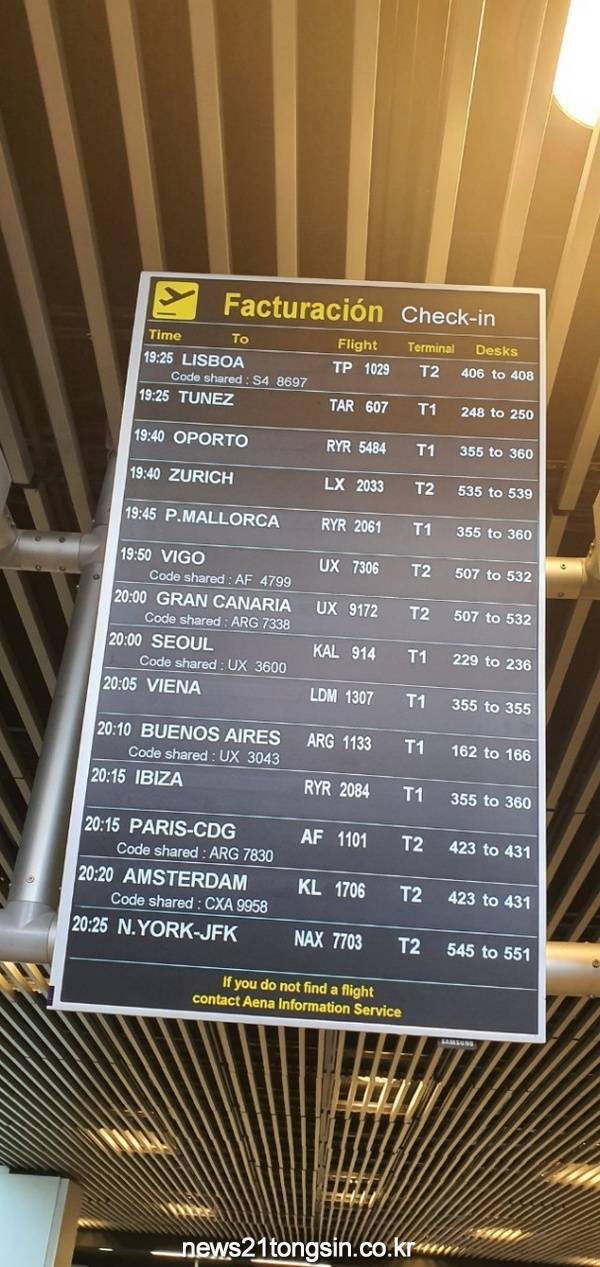 Facturación Check-in
Time To Flight Terminal Desks
19:25 LISBOA TP 1029 T2 406 to 408
Code shared : S4 8697
19:25 TUNEZ TAR 607 T1 248 to 250
19:40 OPORTO RYR 5484 T1 355 to 360
19:40 ZURICH LX 2033 T2 535 to 539
19:45 P.MALLORCA RYR 2061 T1 355 to 360
19:50 VIGO UX 7306 T2 507 to 532
Code shared : AF 4799
20:00 GRAN CANARIA UX 9172 T2 507 to 532
Code shared : ARG 7338
20:00 SEOUL KAL 914 T1 229 to 236
Code shared : UX 3600
20:05 VIENA LDM 1307 T1 355 to 355
20:10 BUENOS AIRES ARG 1133 T1 162 to 166
Code shared : UX 3043
20:15 IBIZA RYR 2084 T1 355 to 360
20:15 PARIS-CDG AF 1101 T2 423 to 431
Code shared : ARG 7830
20:20 AMSTERDAM KL 1706 T2 423 to 431
Code shared : CXA 9958
20:25 N.YORK-JFK NAX 7703 T2 545 to 551
If you do not find a flight
contact Aena Information Service
SAMSUNG
news21tongsin.co.kr